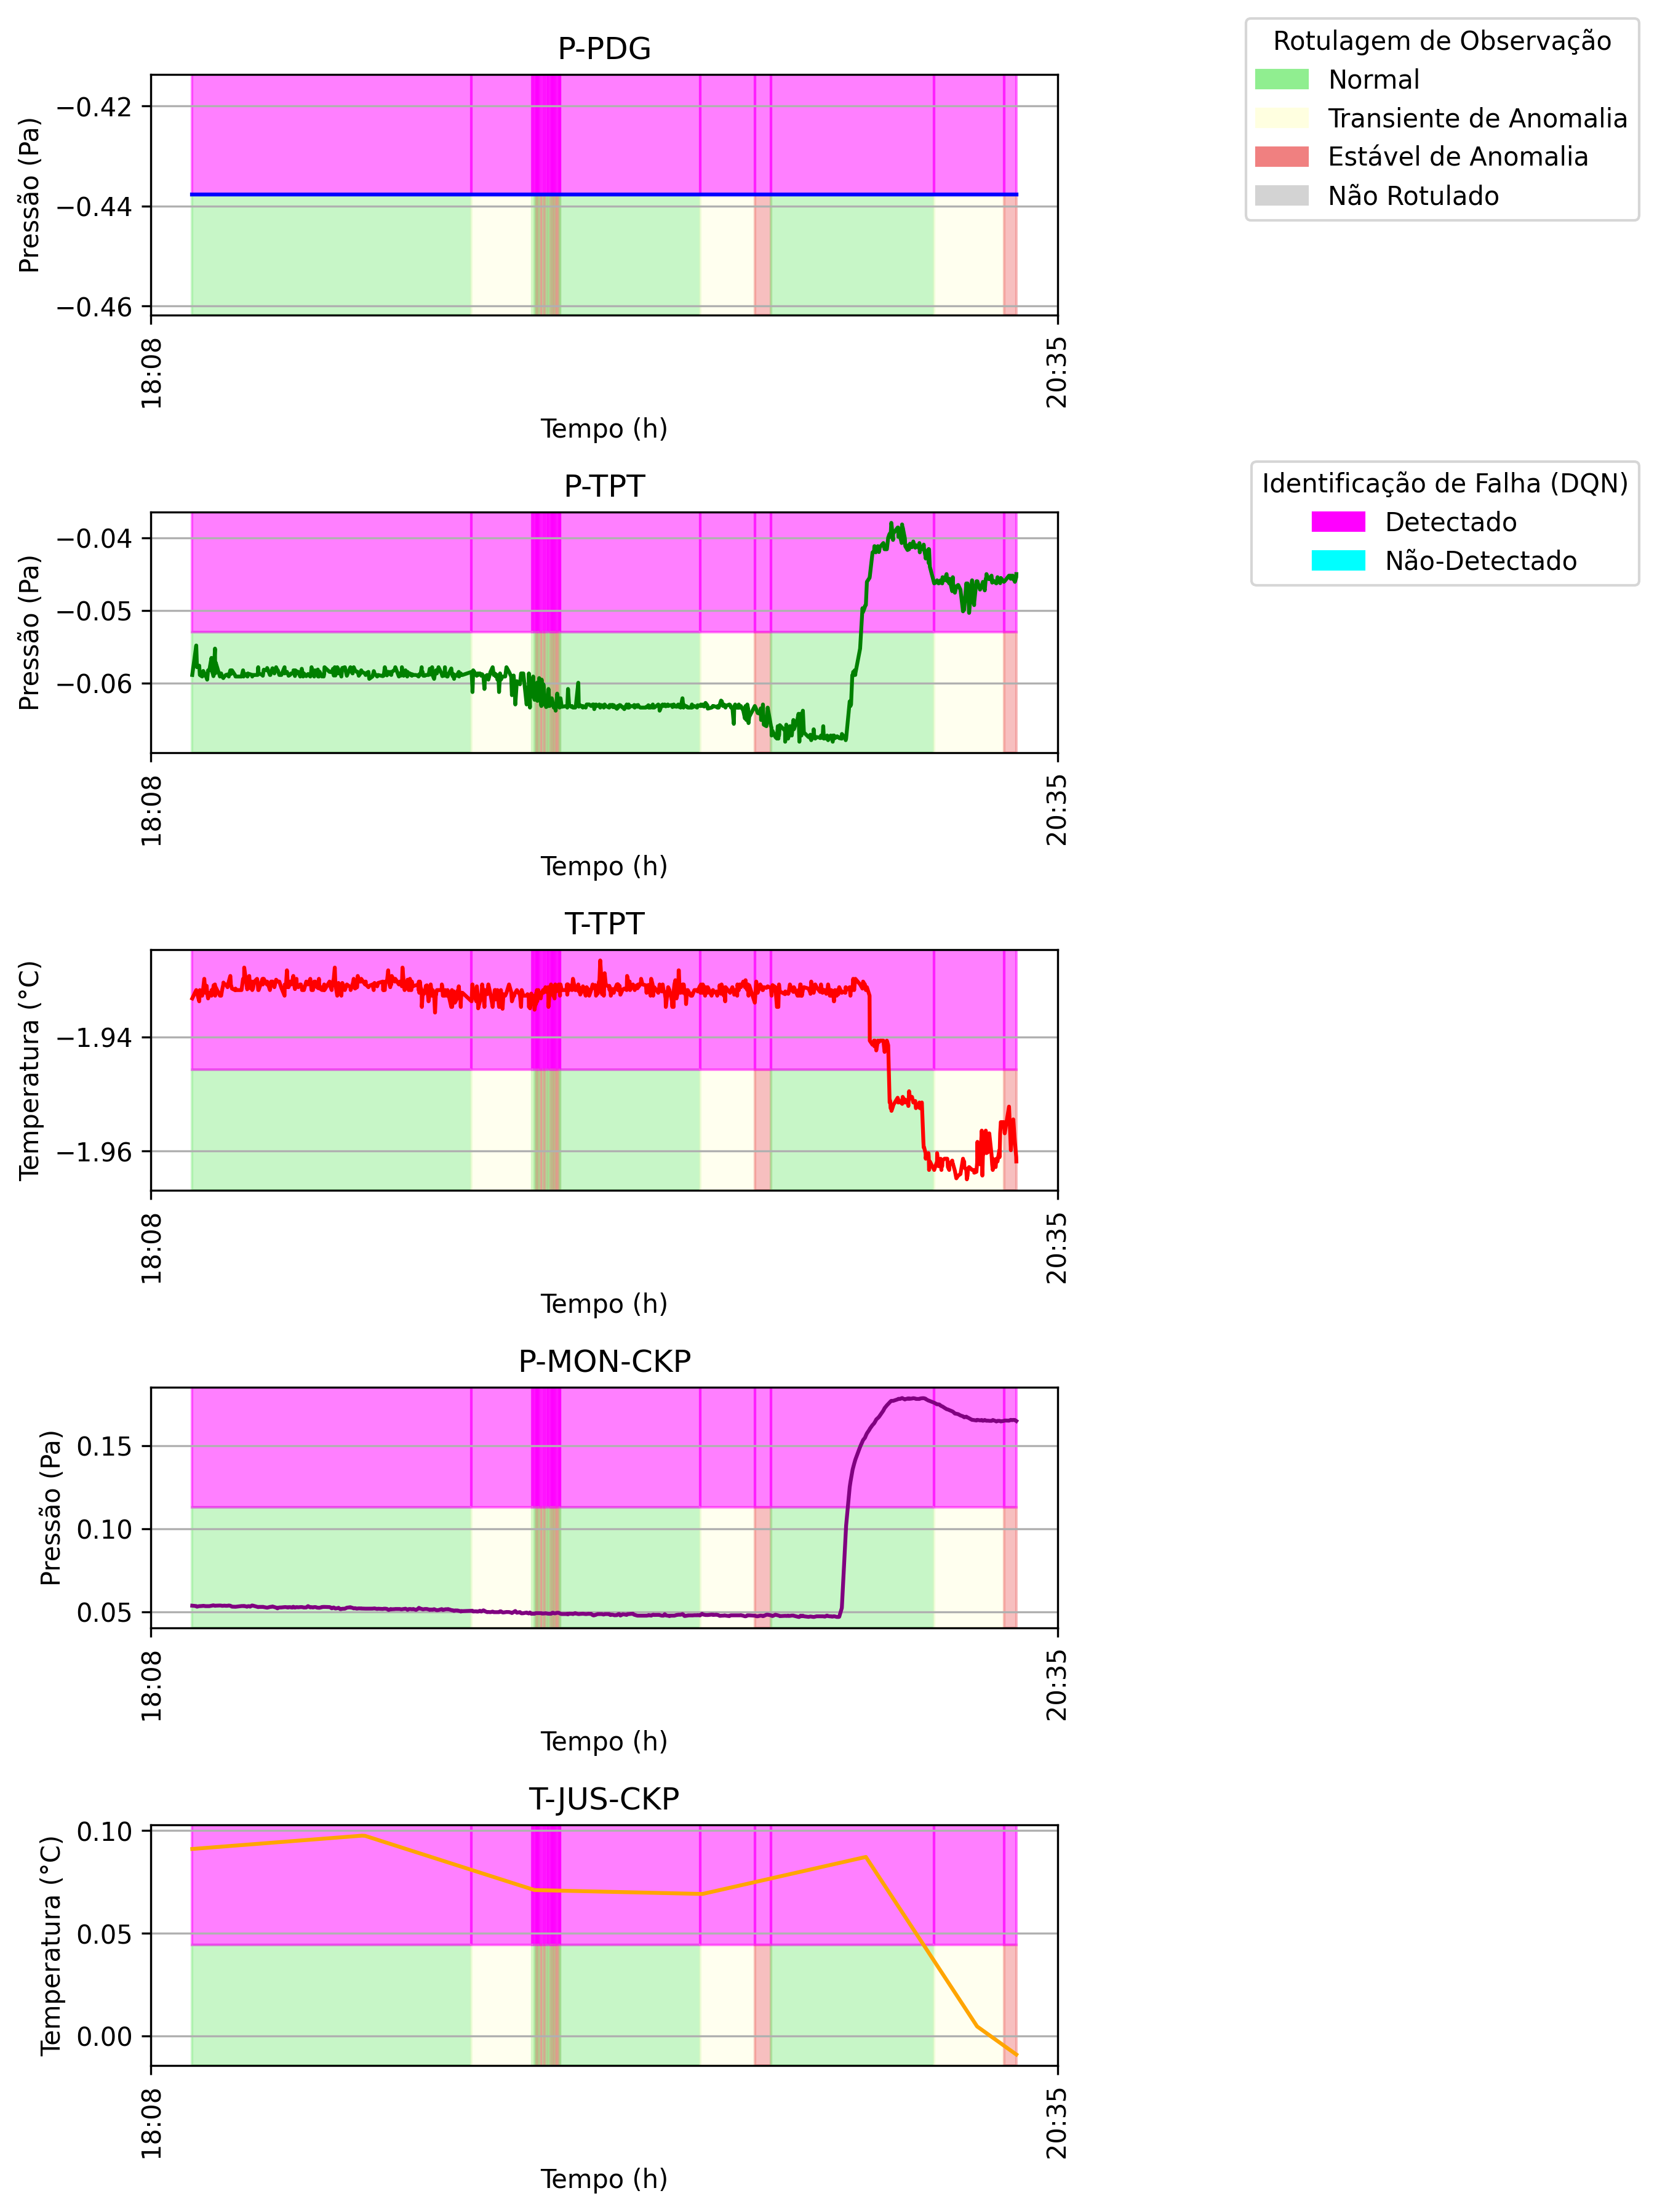 P-PDG
Rotulagem de Observação
Normal
Transiente de Anomalia
Estável de Anomalia
Não Rotulado
Pressão (Pa)
−0.42
−0.44
−0.46
18:08
20:35
Tempo (h)
P-TPT
Identificação de Falha (DQN)
Detectado
Não-Detectado
Pressão (Pa)
−0.04
−0.05
−0.06
18:08
20:35
Tempo (h)
T-TPT
Temperatura (°C)
−1.94
−1.96
18:08
20:35
Tempo (h)
P-MON-CKP
Pressão (Pa)
0.15
0.10
0.05
18:08
20:35
Tempo (h)
T-JUS-CKP
Temperatura (°C)
0.10
0.05
0.00
18:08
20:35
Tempo (h)